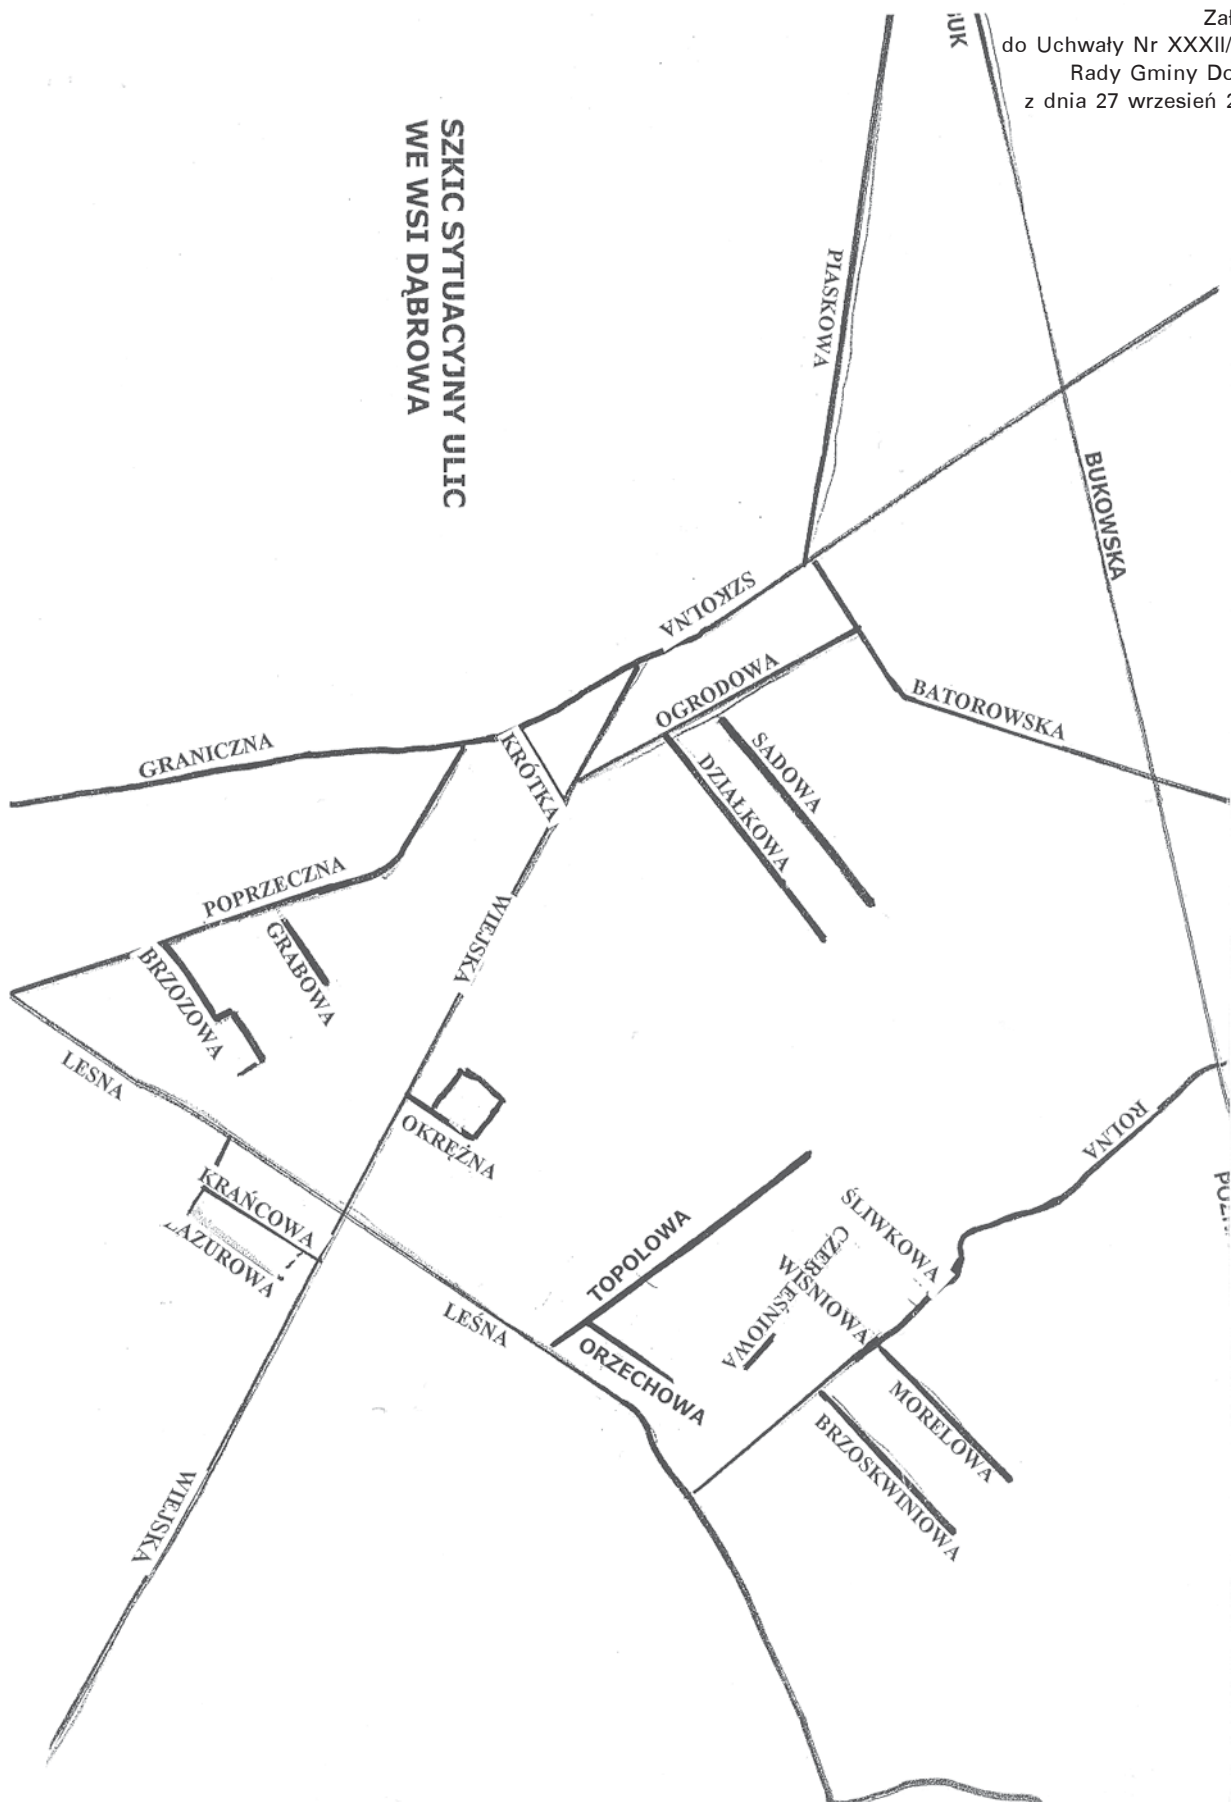 do Uchwały Nr XXXII/
Rady Gminy Do
z dnia 27 wrzesień 2
SZKIC SYTUACYJNY ULIC
WE WSI DĄBROWA
PIASKOWA
BUKOWSKA
SZKOLNA
OGRODOWA
BATOROWSKA
SADOWA
DZIAŁKOWA
GRANICZNA
KRÓTKA
POPRZECZNA
GRABOWA
WIEJSKA
BRZOZOWA
LEŚNA
OKRĘŻNA
ROLNA
KRAŃCOWA
ŚLIWKOWA
TOPOLOWA
WIŚNIOWA
LEŚNA
ORZECHOWA
MORELOWA
BRZOSKWINIOWA
WIEJSKA